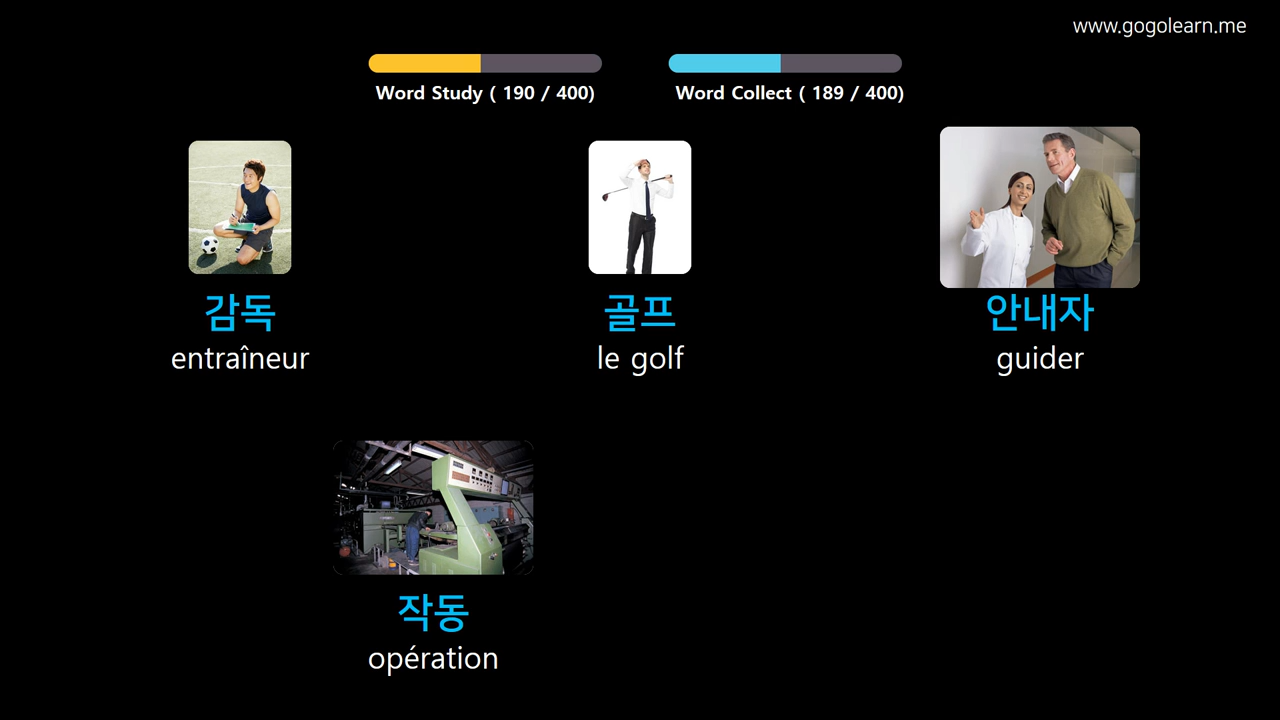 www.gogolearn.me
Word Study ( 190 / 400)
Word Collect ( 189 / 400)
감독
entraîneur
골프
le golf
안내자
guider
작동
opération